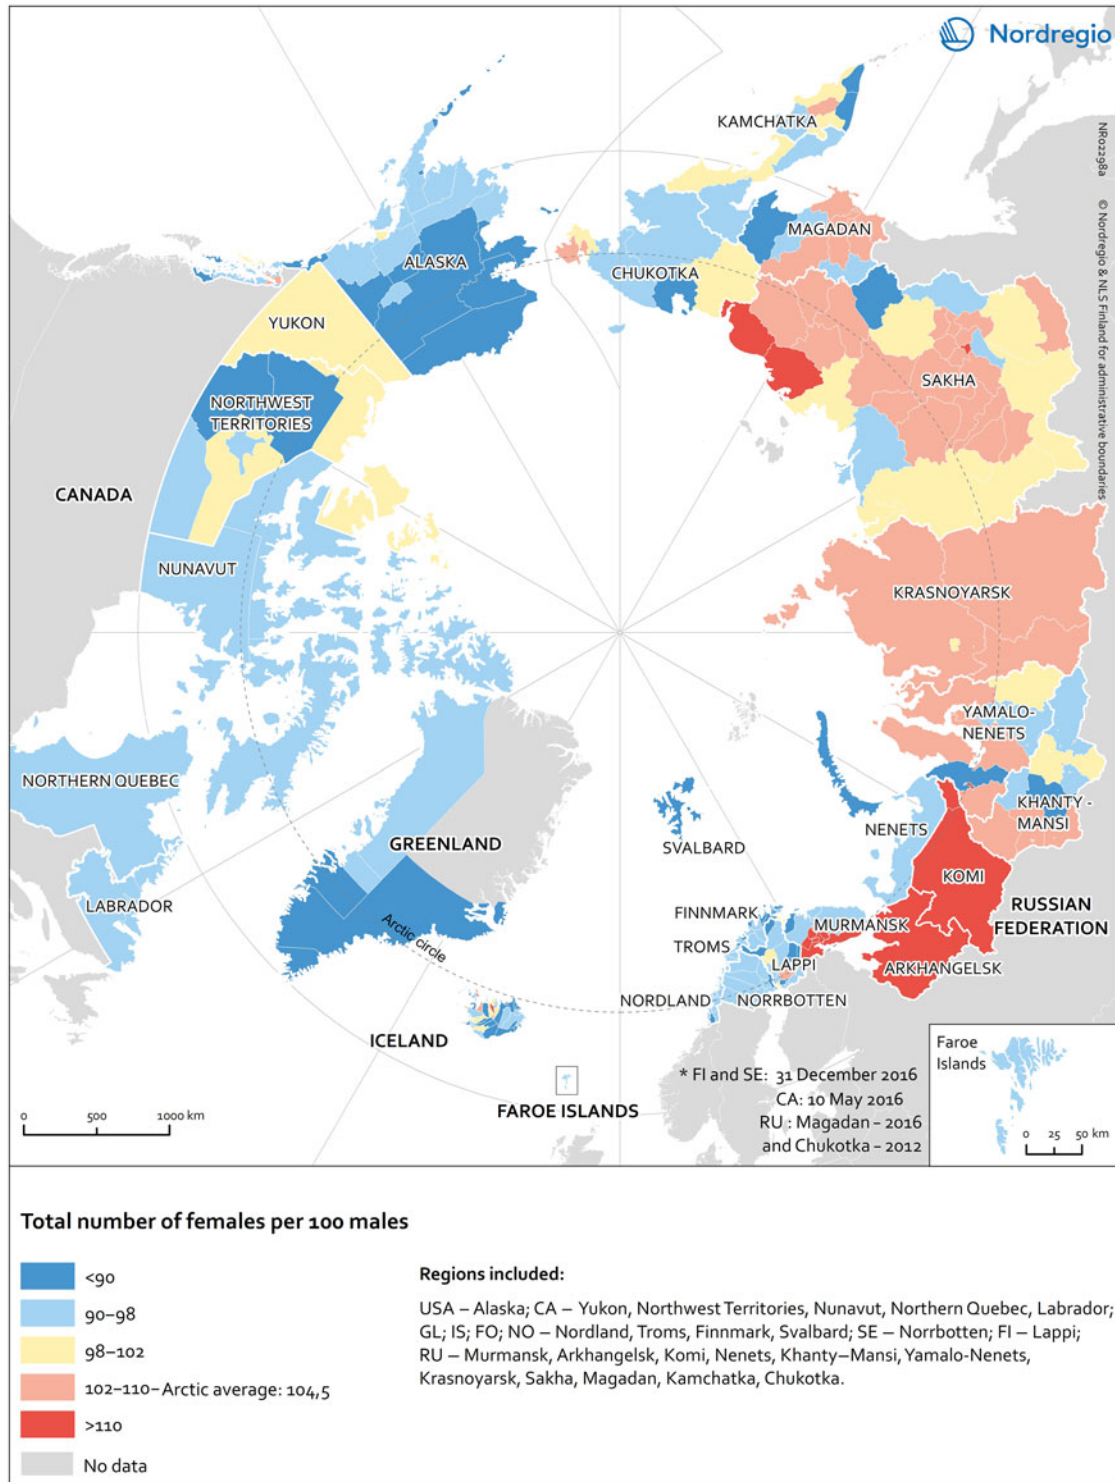 Nordregio
KAMCHATKA
NR02298a © Nordregio & NLS Finland for administrative boundaries
MAGADAN
ALASKA
CHUKOTKA
YUKON
SAKHA
NORTHWEST
TERRITORIES
CANADA
NUNAVUT
KRASNOYARSK
YAMALO-
NENETS
NORTHERN QUEBEC
KHANTY -
MANSI
NENETS
GREENLAND
SVALBARD
KOMI
LABRADOR
RUSSIAN
FEDERATION
FINNMARK
MURMANSK
Arctic circle
TROMS
LAPPI
ARKHANGELSK
NORDLAND
NORRBOTTEN
ICELAND
Faroe
Islands
* FI and SE: 31 December 2016
CA: 10 May 2016
RU : Magadan - 2016
and Chukotka - 2012
FAROE ISLANDS
0 500 1000 km
0 25 50 km
Total number of females per 100 males
<90
90–98
98–102
102–110–Arctic average: 104,5
>110
No data
Regions included:
USA – Alaska; CA – Yukon, Northwest Territories, Nunavut, Northern Quebec, Labrador;
GL; IS; FO; NO – Nordland, Troms, Finnmark, Svalbard; SE – Norrbotten; FI – Lappi;
RU – Murmansk, Arkhangelsk, Komi, Nenets, Khanty–Mansi, Yamalo-Nenets,
Krasnoyarsk, Sakha, Magadan, Kamchatka, Chukotka.